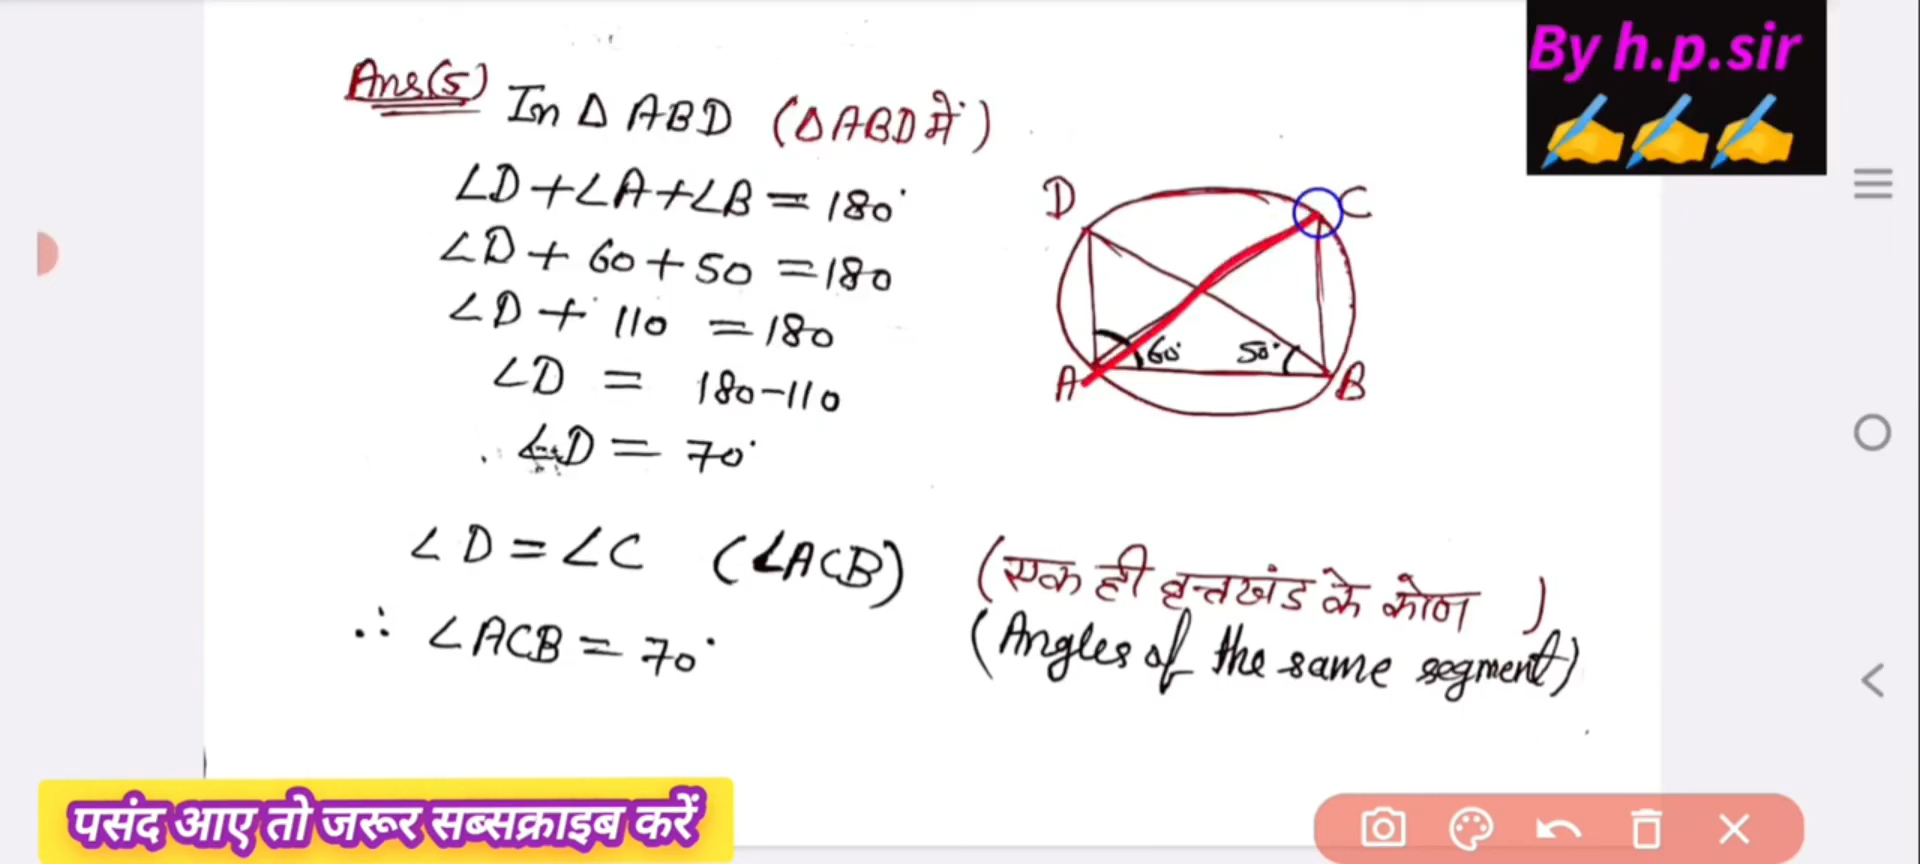 By h.p.sir
Ans(5) In Δ ABD (Δ ABD में)
∠D+∠A+∠B = 180°
∠D + 60 + 50 = 180
∠D + 110 = 180
∠D = 180-110
∠D = 70°
D
C
A
60°
50°
B
∠D = ∠C (∠ACB) (एक ही वृत्तखंड के कोण)
∴ ∠ACB = 70° (Angles of the same segment)
पसंद आए तो जरूर सब्सक्राइब करें